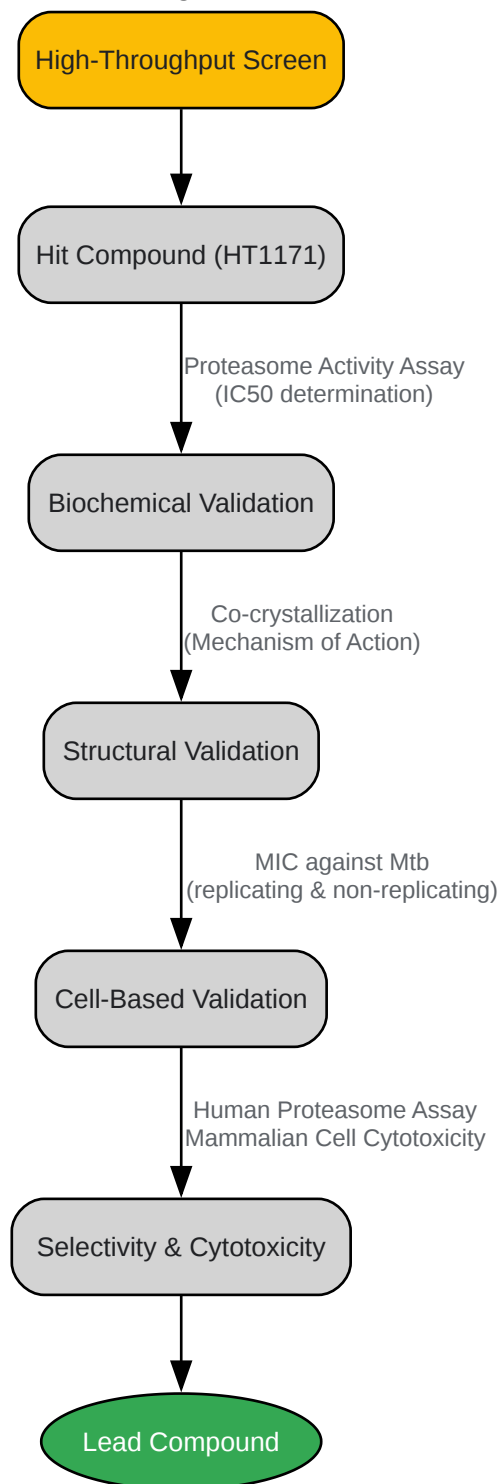 High-Throughput Screen
Hit Compound (HT1171)
Proteasome Activity Assay
(IC50 determination)
Biochemical Validation
Co-crystallization
(Mechanism of Action)
Structural Validation
MIC against Mtb
(replicating & non-replicating)
Cell-Based Validation
Human Proteasome Assay
Mammalian Cell Cytotoxicity
Selectivity & Cytotoxicity
Lead Compound